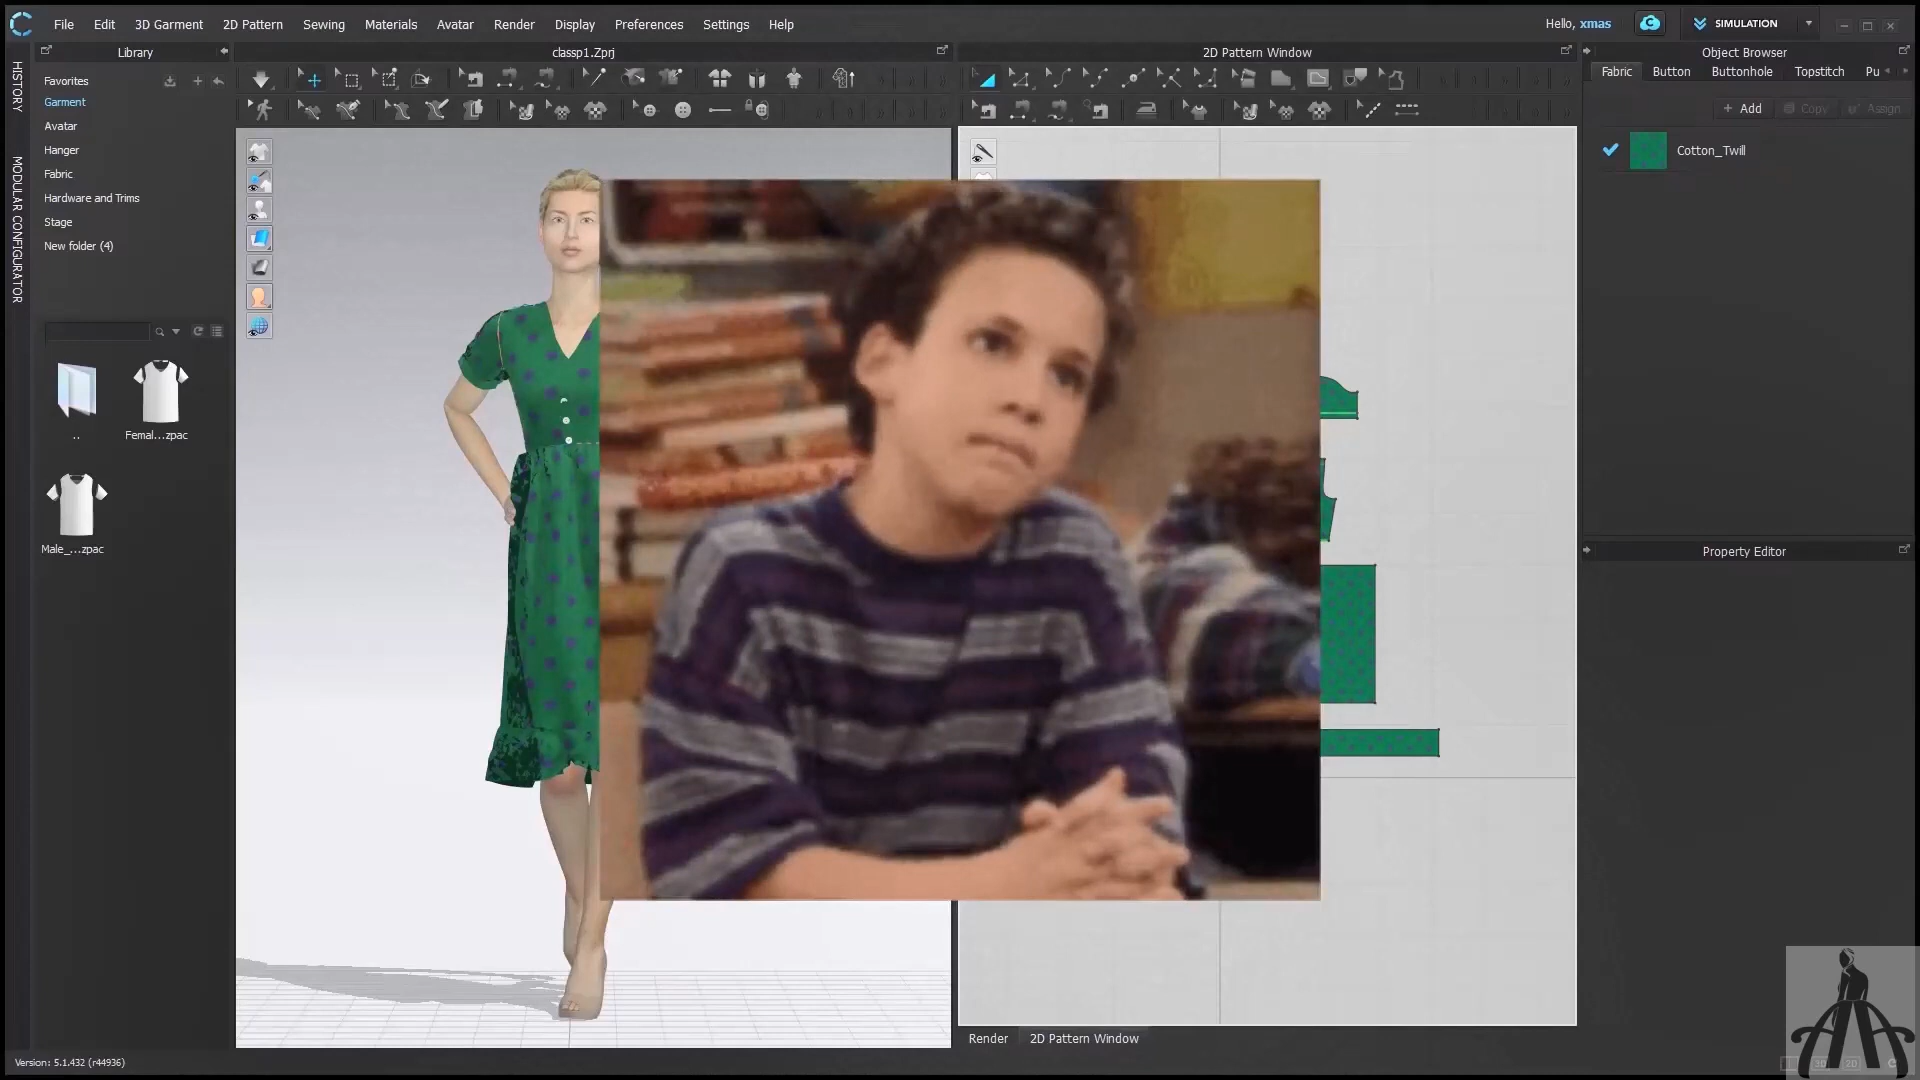 File Edit 3D Garment 2D Pattern Sewing Materials Avatar Render Display Preferences Settings Help
Hello, xmas
SIMULATION
Library
classp1.Zprj
2D Pattern Window
Object Browser
HISTORY
MODULAR CONFIGURATOR
Favorites
Garment
Avatar
Hanger
Fabric
Hardware and Trims
Stage
New folder (4)
..
Femal...zpac
Male_...zpac
Fabric Button Buttonhole Topstitch Pu
+ Add Copy Assign
Cotton_Twill
Property Editor
Render 2D Pattern Window
Version: 5.1.432 (r44936)
3D 2D